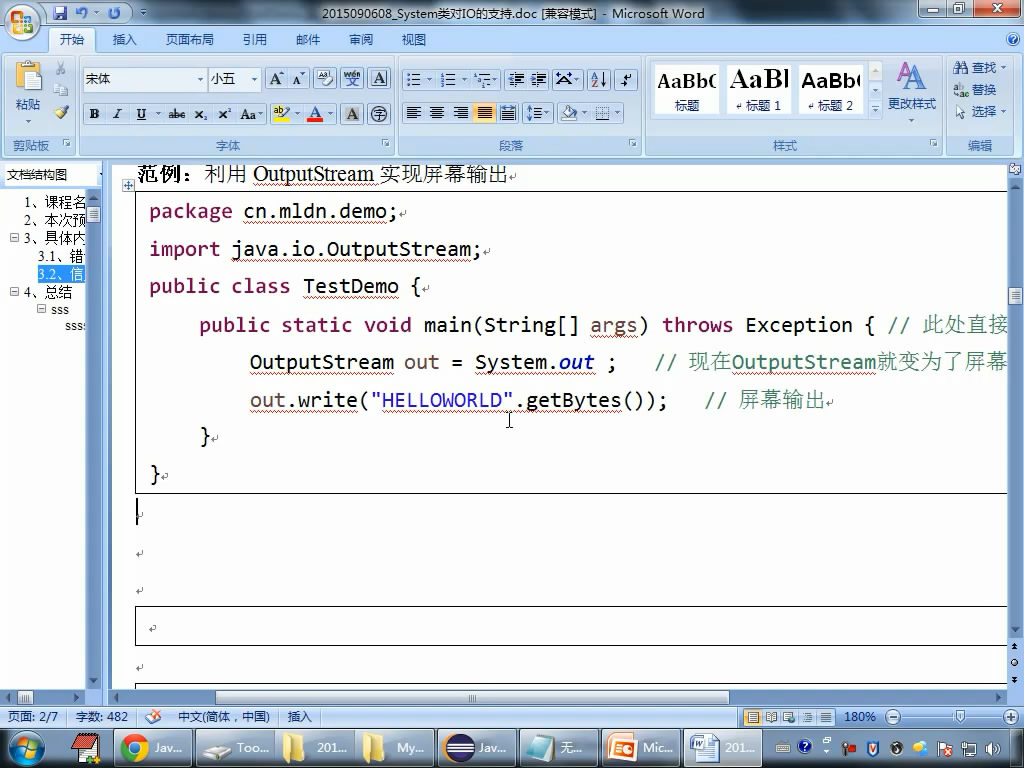 2015090608_System类对IO的支持.doc [兼容模式] - Microsoft Word
开始 插入 页面布局 引用 邮件 审阅 视图
宋体 小五
粘贴
查找
替换
选择
AaBbC AaBl AaBb(
标题 标题 1 标题 2 更改样式
剪贴板 字体 段落 样式 编辑
文档结构图
1、课程名
2、本次预
3、具体内
3.1、错
3.2、信
4、总结
sss
ssss
范例：利用 OutputStream 实现屏幕输出
package cn.mldn.demo;
import java.io.OutputStream;
public class TestDemo {
public static void main(String[] args) throws Exception { // 此处直接
OutputStream out = System.out ; // 现在OutputStream就变为了屏幕
out.write("HELLOWORLD".getBytes()); // 屏幕输出
}
}
页面: 2/7 字数: 482 中文(简体，中国) 插入 180%
Jav... Too... 201... My... Jav... 无... Mic... 201...